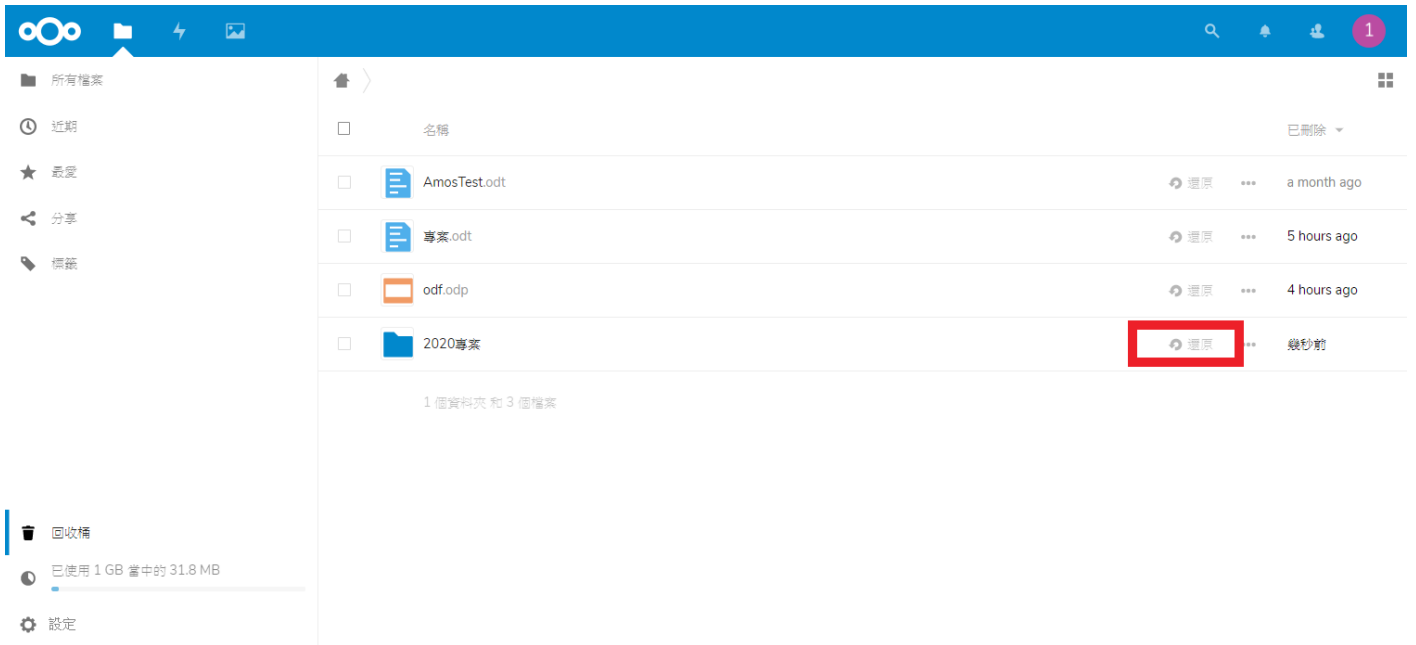 1
所有檔案
近期
最愛
分享
標籤
名稱 已刪除
AmosTest.odt 還原 a month ago
專案.odt 還原 5 hours ago
odf.odp 還原 4 hours ago
2020專案 還原 幾秒前
1 個資料夾 和 3 個檔案
回收桶
已使用 1 GB 當中的 31.8 MB
設定